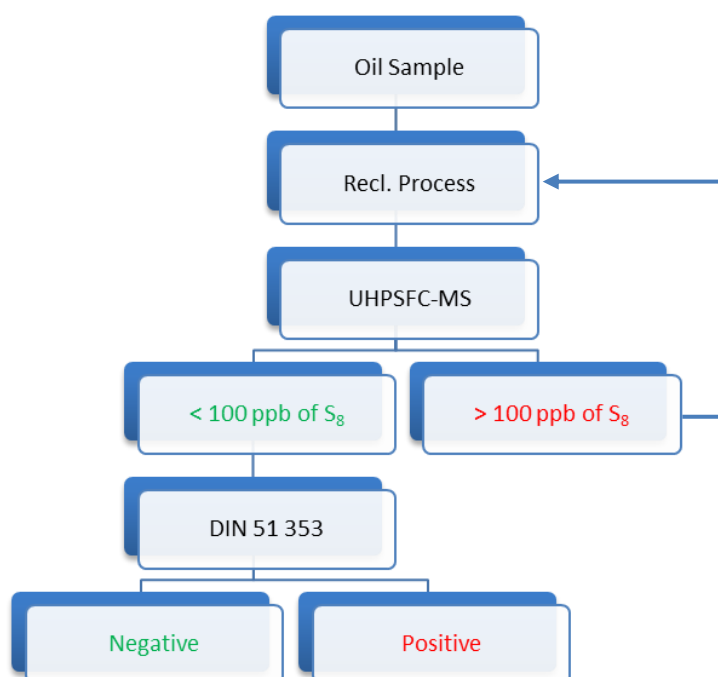 Oil Sample
Recl. Process
UHPSFC-MS
< 100 ppb of S₈
> 100 ppb of S₈
DIN 51 353
Negative
Positive